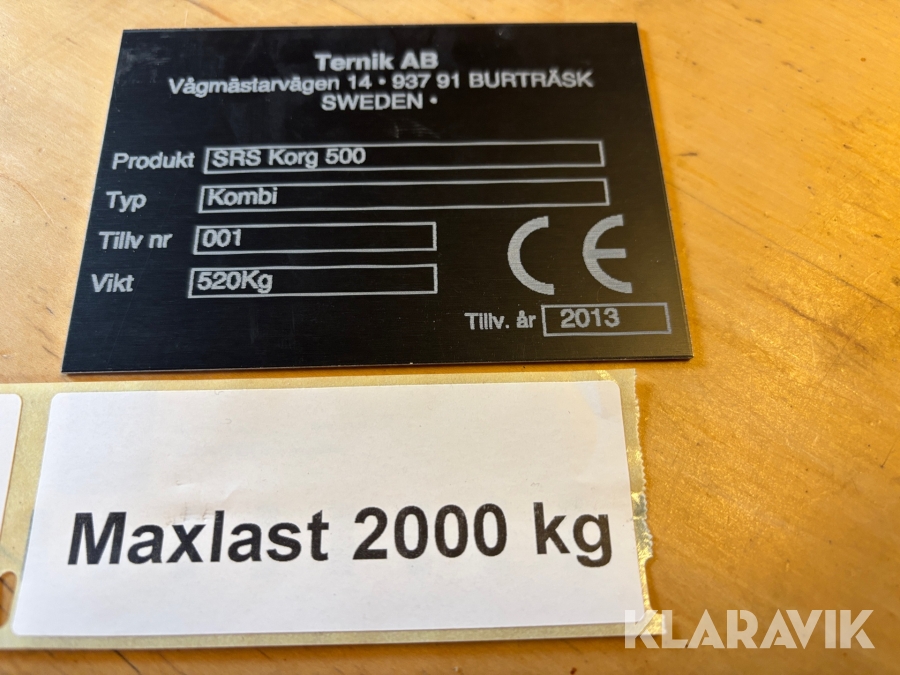 Ternik AB
Vågmästarvägen 14 • 937 91 BURTRÄSK
SWEDEN •
Produkt SRS Korg 500
Typ Kombi
Tillv nr 001
Vikt 520Kg
CE
Tillv. år 2013
Maxlast 2000 kg
KLARAVIK